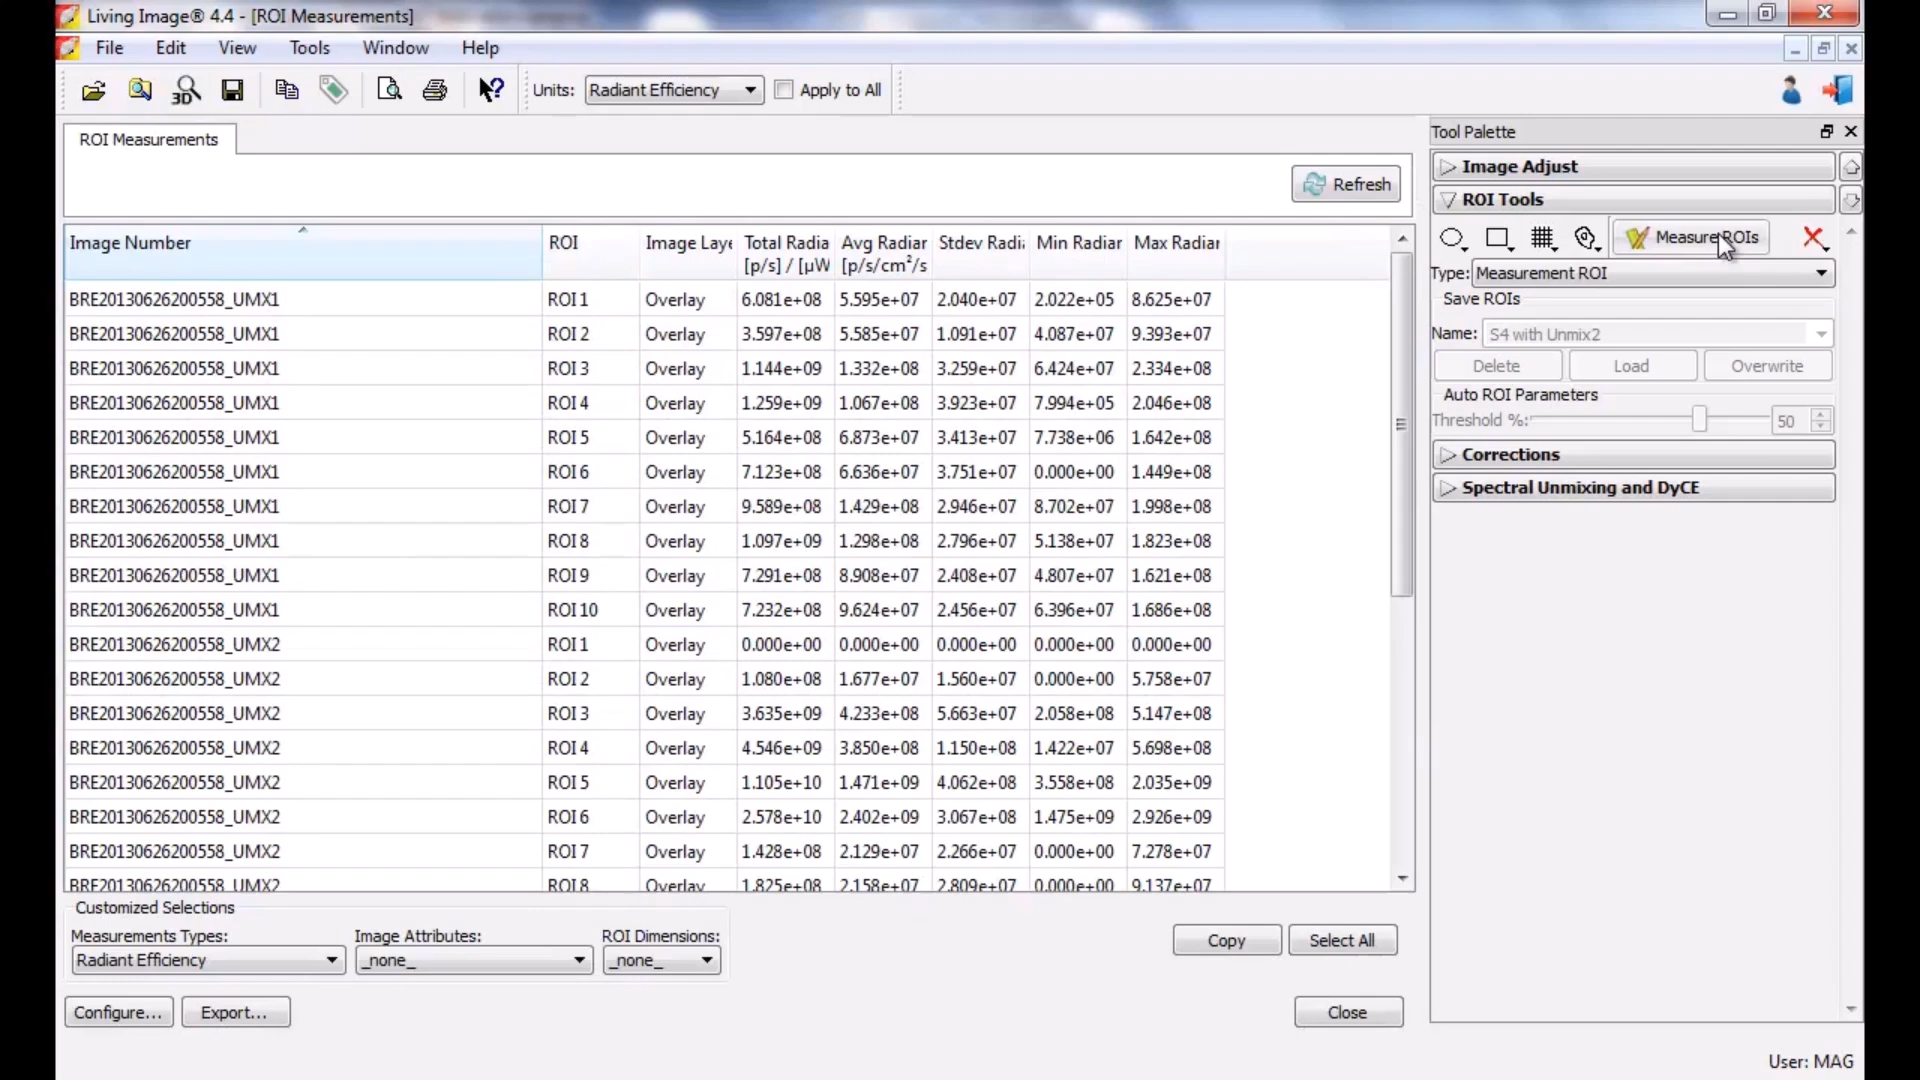 Living Image® 4.4 - [ROI Measurements]
File Edit View Tools Window Help
3D Units: Radiant Efficiency Apply to All
ROI Measurements
Refresh
Image Number ROI Image Laye Total Radia Avg Radiar Stdev Radi Min Radiar Max Radiar
[p/s] / [µW [p/s/cm²/s
BRE20130626200558_UMX1 ROI 1 Overlay 6.081e+08 5.595e+07 2.040e+07 2.022e+05 8.625e+07
BRE20130626200558_UMX1 ROI 2 Overlay 3.597e+08 5.585e+07 1.091e+07 4.087e+07 9.393e+07
BRE20130626200558_UMX1 ROI 3 Overlay 1.144e+09 1.332e+08 3.259e+07 6.424e+07 2.334e+08
BRE20130626200558_UMX1 ROI 4 Overlay 1.259e+09 1.067e+08 3.923e+07 7.994e+05 2.046e+08
BRE20130626200558_UMX1 ROI 5 Overlay 5.164e+08 6.873e+07 3.413e+07 7.738e+06 1.642e+08
BRE20130626200558_UMX1 ROI 6 Overlay 7.123e+08 6.636e+07 3.751e+07 0.000e+00 1.449e+08
BRE20130626200558_UMX1 ROI 7 Overlay 9.589e+08 1.429e+08 2.946e+07 8.702e+07 1.998e+08
BRE20130626200558_UMX1 ROI 8 Overlay 1.097e+09 1.298e+08 2.796e+07 5.138e+07 1.823e+08
BRE20130626200558_UMX1 ROI 9 Overlay 7.291e+08 8.908e+07 2.408e+07 4.807e+07 1.621e+08
BRE20130626200558_UMX1 ROI 10 Overlay 7.232e+08 9.624e+07 2.456e+07 6.396e+07 1.686e+08
BRE20130626200558_UMX2 ROI 1 Overlay 0.000e+00 0.000e+00 0.000e+00 0.000e+00 0.000e+00
BRE20130626200558_UMX2 ROI 2 Overlay 1.080e+08 1.677e+07 1.560e+07 0.000e+00 5.758e+07
BRE20130626200558_UMX2 ROI 3 Overlay 3.635e+09 4.233e+08 5.663e+07 2.058e+08 5.147e+08
BRE20130626200558_UMX2 ROI 4 Overlay 4.546e+09 3.850e+08 1.150e+08 1.422e+07 5.698e+08
BRE20130626200558_UMX2 ROI 5 Overlay 1.105e+10 1.471e+09 4.062e+08 3.558e+08 2.035e+09
BRE20130626200558_UMX2 ROI 6 Overlay 2.578e+10 2.402e+09 3.067e+08 1.475e+09 2.926e+09
BRE20130626200558_UMX2 ROI 7 Overlay 1.428e+08 2.129e+07 2.266e+07 0.000e+00 7.278e+07
BRE20130626200558_UMX2 ROI 8 Overlay 1.825e+08 2.158e+07 2.809e+07 0.000e+00 9.137e+07
Customized Selections
Measurements Types: Image Attributes: ROI Dimensions:
Radiant Efficiency _none_ _none_
Copy Select All
Configure... Export... Close
Tool Palette
Image Adjust
ROI Tools
Measure ROIs
Type: Measurement ROI
Save ROIs
Name: S4 with Unmix2
Delete Load Overwrite
Auto ROI Parameters
Threshold %: 50
Corrections
Spectral Unmixing and DyCE
User: MAG